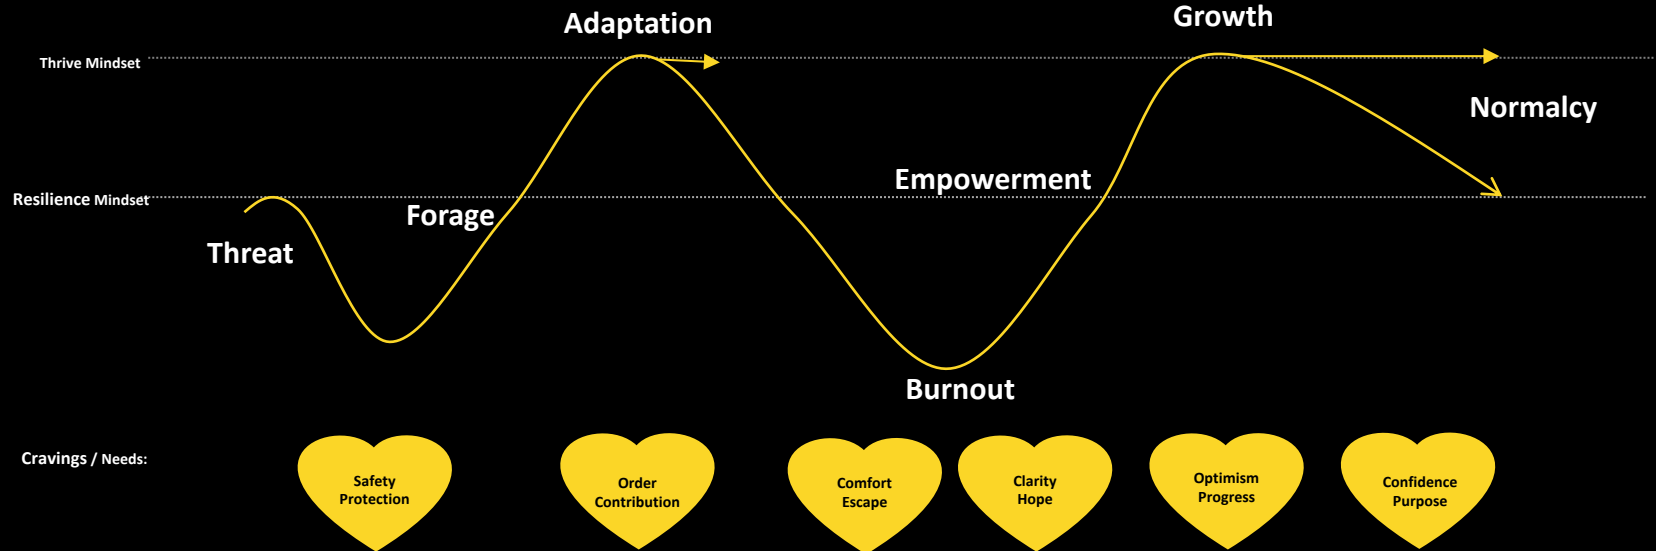 Adaptation
Growth
Thrive Mindset
Normalcy
Empowerment
Resilience Mindset
Forage
Threat
Burnout
Cravings / Needs:
Safety
Protection
Order
Contribution
Comfort
Escape
Clarity
Hope
Optimism
Progress
Confidence
Purpose